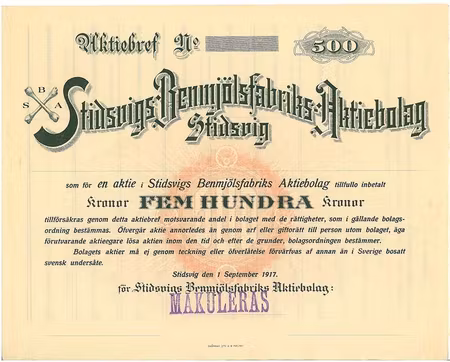 Aktiebref No 500
B
S A
Stidsvigs Benmjölsfabriks-Aktiebolag
Stidsvig
som för en aktie i Stidsvigs Benmjölsfabriks Aktiebolag tillfullo inbetalt
Kronor FEM HUNDRA Kronor
tillförsäkras genom detta aktiebref motsvarande andel i bolaget med de rättigheter, som i gällande bolags-
ordning bestämmas. Öfvergår aktie annorledes än genom arf eller giftorätt till person utom bolaget, äga
förutvarande aktieegare lösa aktien inom den tid och efter de grunder, bolagsordningen bestämmer.
Bolagets aktier må ej genom teckning eller öfverlåtelse förvärfvas af annan än i Sverige bosatt
svensk undersåte.
Stidsvig den 1 September 1917.
för Stidsvigs Benmjölsfabriks Aktiebolag:
MAKULERAS